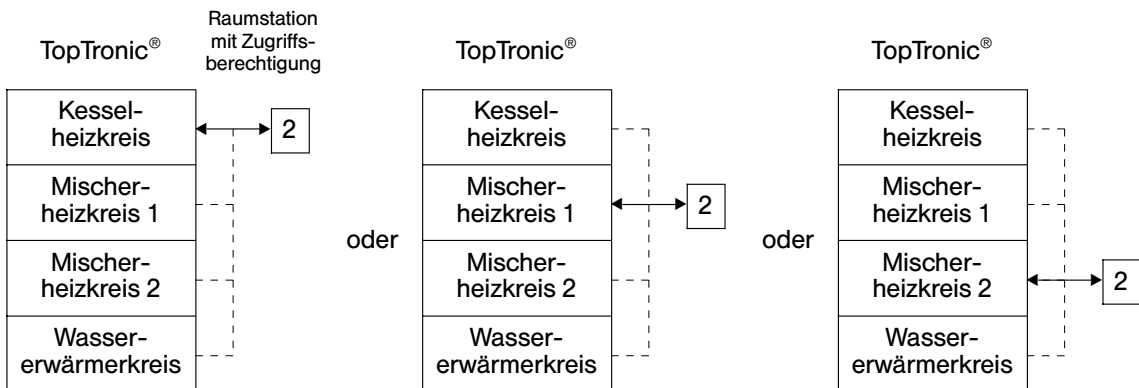 Raumstation
mit Zugriffs-
berechtigung
TopTronic®
Kessel-
heizkreis
Mischer-
heizkreis 1
Mischer-
heizkreis 2
Wasser-
erwärmerkreis
2
oder
TopTronic®
Kessel-
heizkreis
Mischer-
heizkreis 1
Mischer-
heizkreis 2
Wasser-
erwärmerkreis
2
oder
TopTronic®
Kessel-
heizkreis
Mischer-
heizkreis 1
Mischer-
heizkreis 2
Wasser-
erwärmerkreis
2